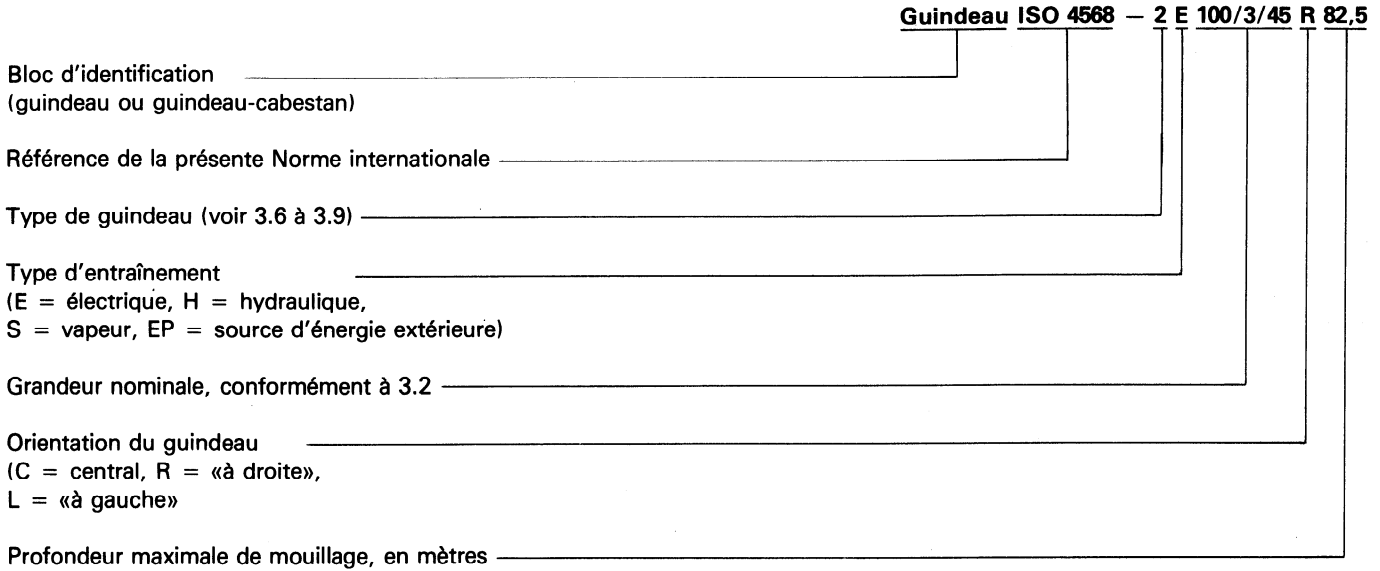 Guindeau ISO 4568 — 2 E 100/3/45 R 82,5
Bloc d'identification
(guindeau ou guindeau-cabestan)
Référence de la présente Norme internationale
Type de guindeau (voir 3.6 à 3.9)
Type d'entraînement
(E = électrique, H = hydraulique,
S = vapeur, EP = source d'énergie extérieure)
Grandeur nominale, conformément à 3.2
Orientation du guindeau
(C = central, R = «à droite»,
L = «à gauche»
Profondeur maximale de mouillage, en mètres